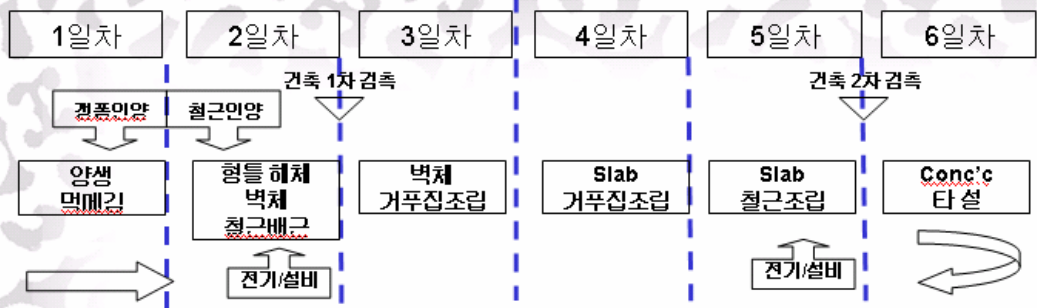 1일차
2일차
3일차
4일차
5일차
6일차
건축 1차 검측
건축 2차 검측
갱폼인양
철근인양
양생
먹메김
형틀 해체
벽체
철근배근
벽체
거푸집조립
Slab
거푸집조립
Slab
철근조립
Conc'c
타설
전기/설비
전기/설비